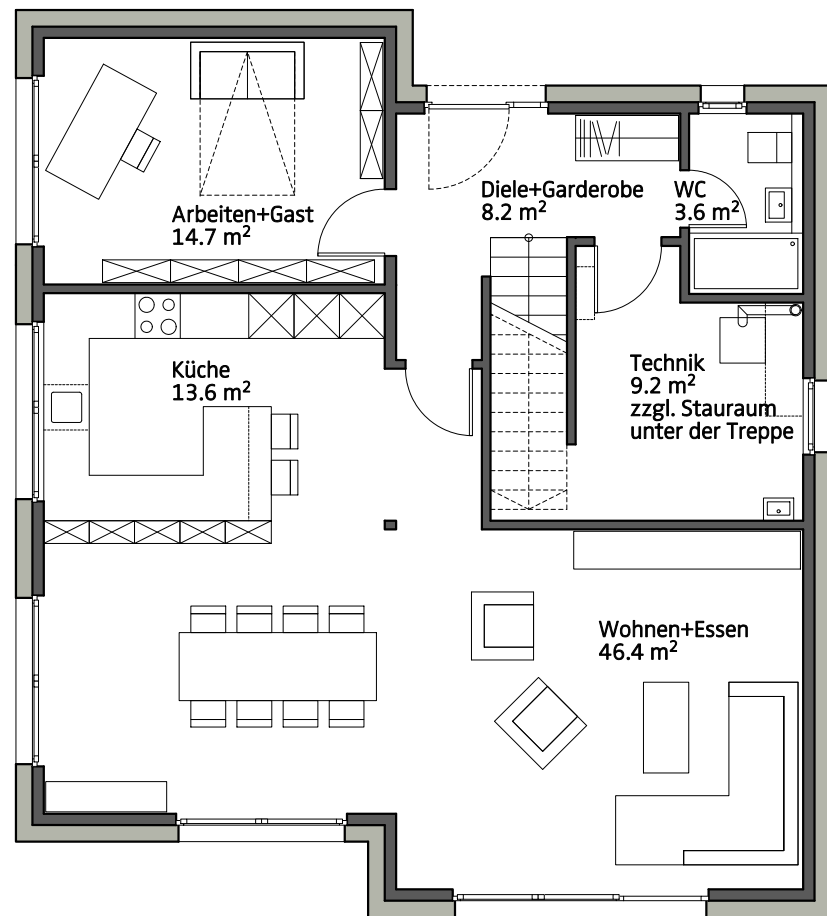 Arbeiten+Gast
14.7 m²
Diele+Garderobe
8.2 m²
WC
3.6 m²
Küche
13.6 m²
Technik
9.2 m²
zzgl. Stauraum
unter der Treppe
Wohnen+Essen
46.4 m²